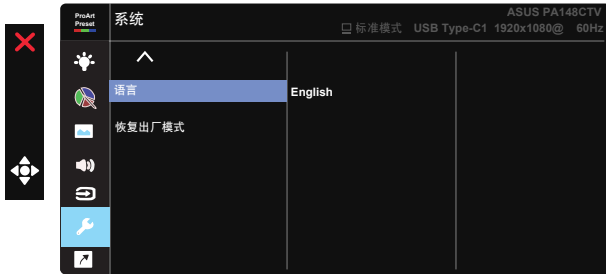 ProArt
Preset
系统
ASUS PA148CTV
标准模式 USB Type-C1 1920x1080@ 60Hz
语言
English
恢复出厂模式